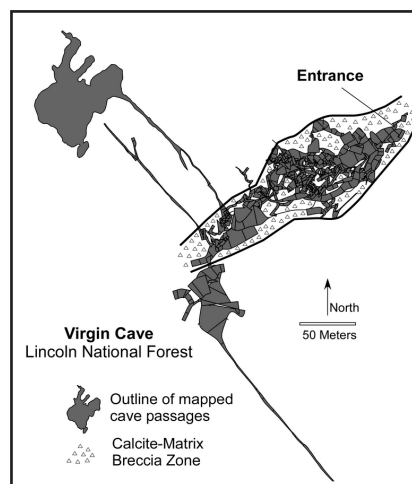 Entrance
North
50 Meters
Virgin Cave
Lincoln National Forest
Outline of mapped
cave passages
Calcite-Matrix
Breccia Zone